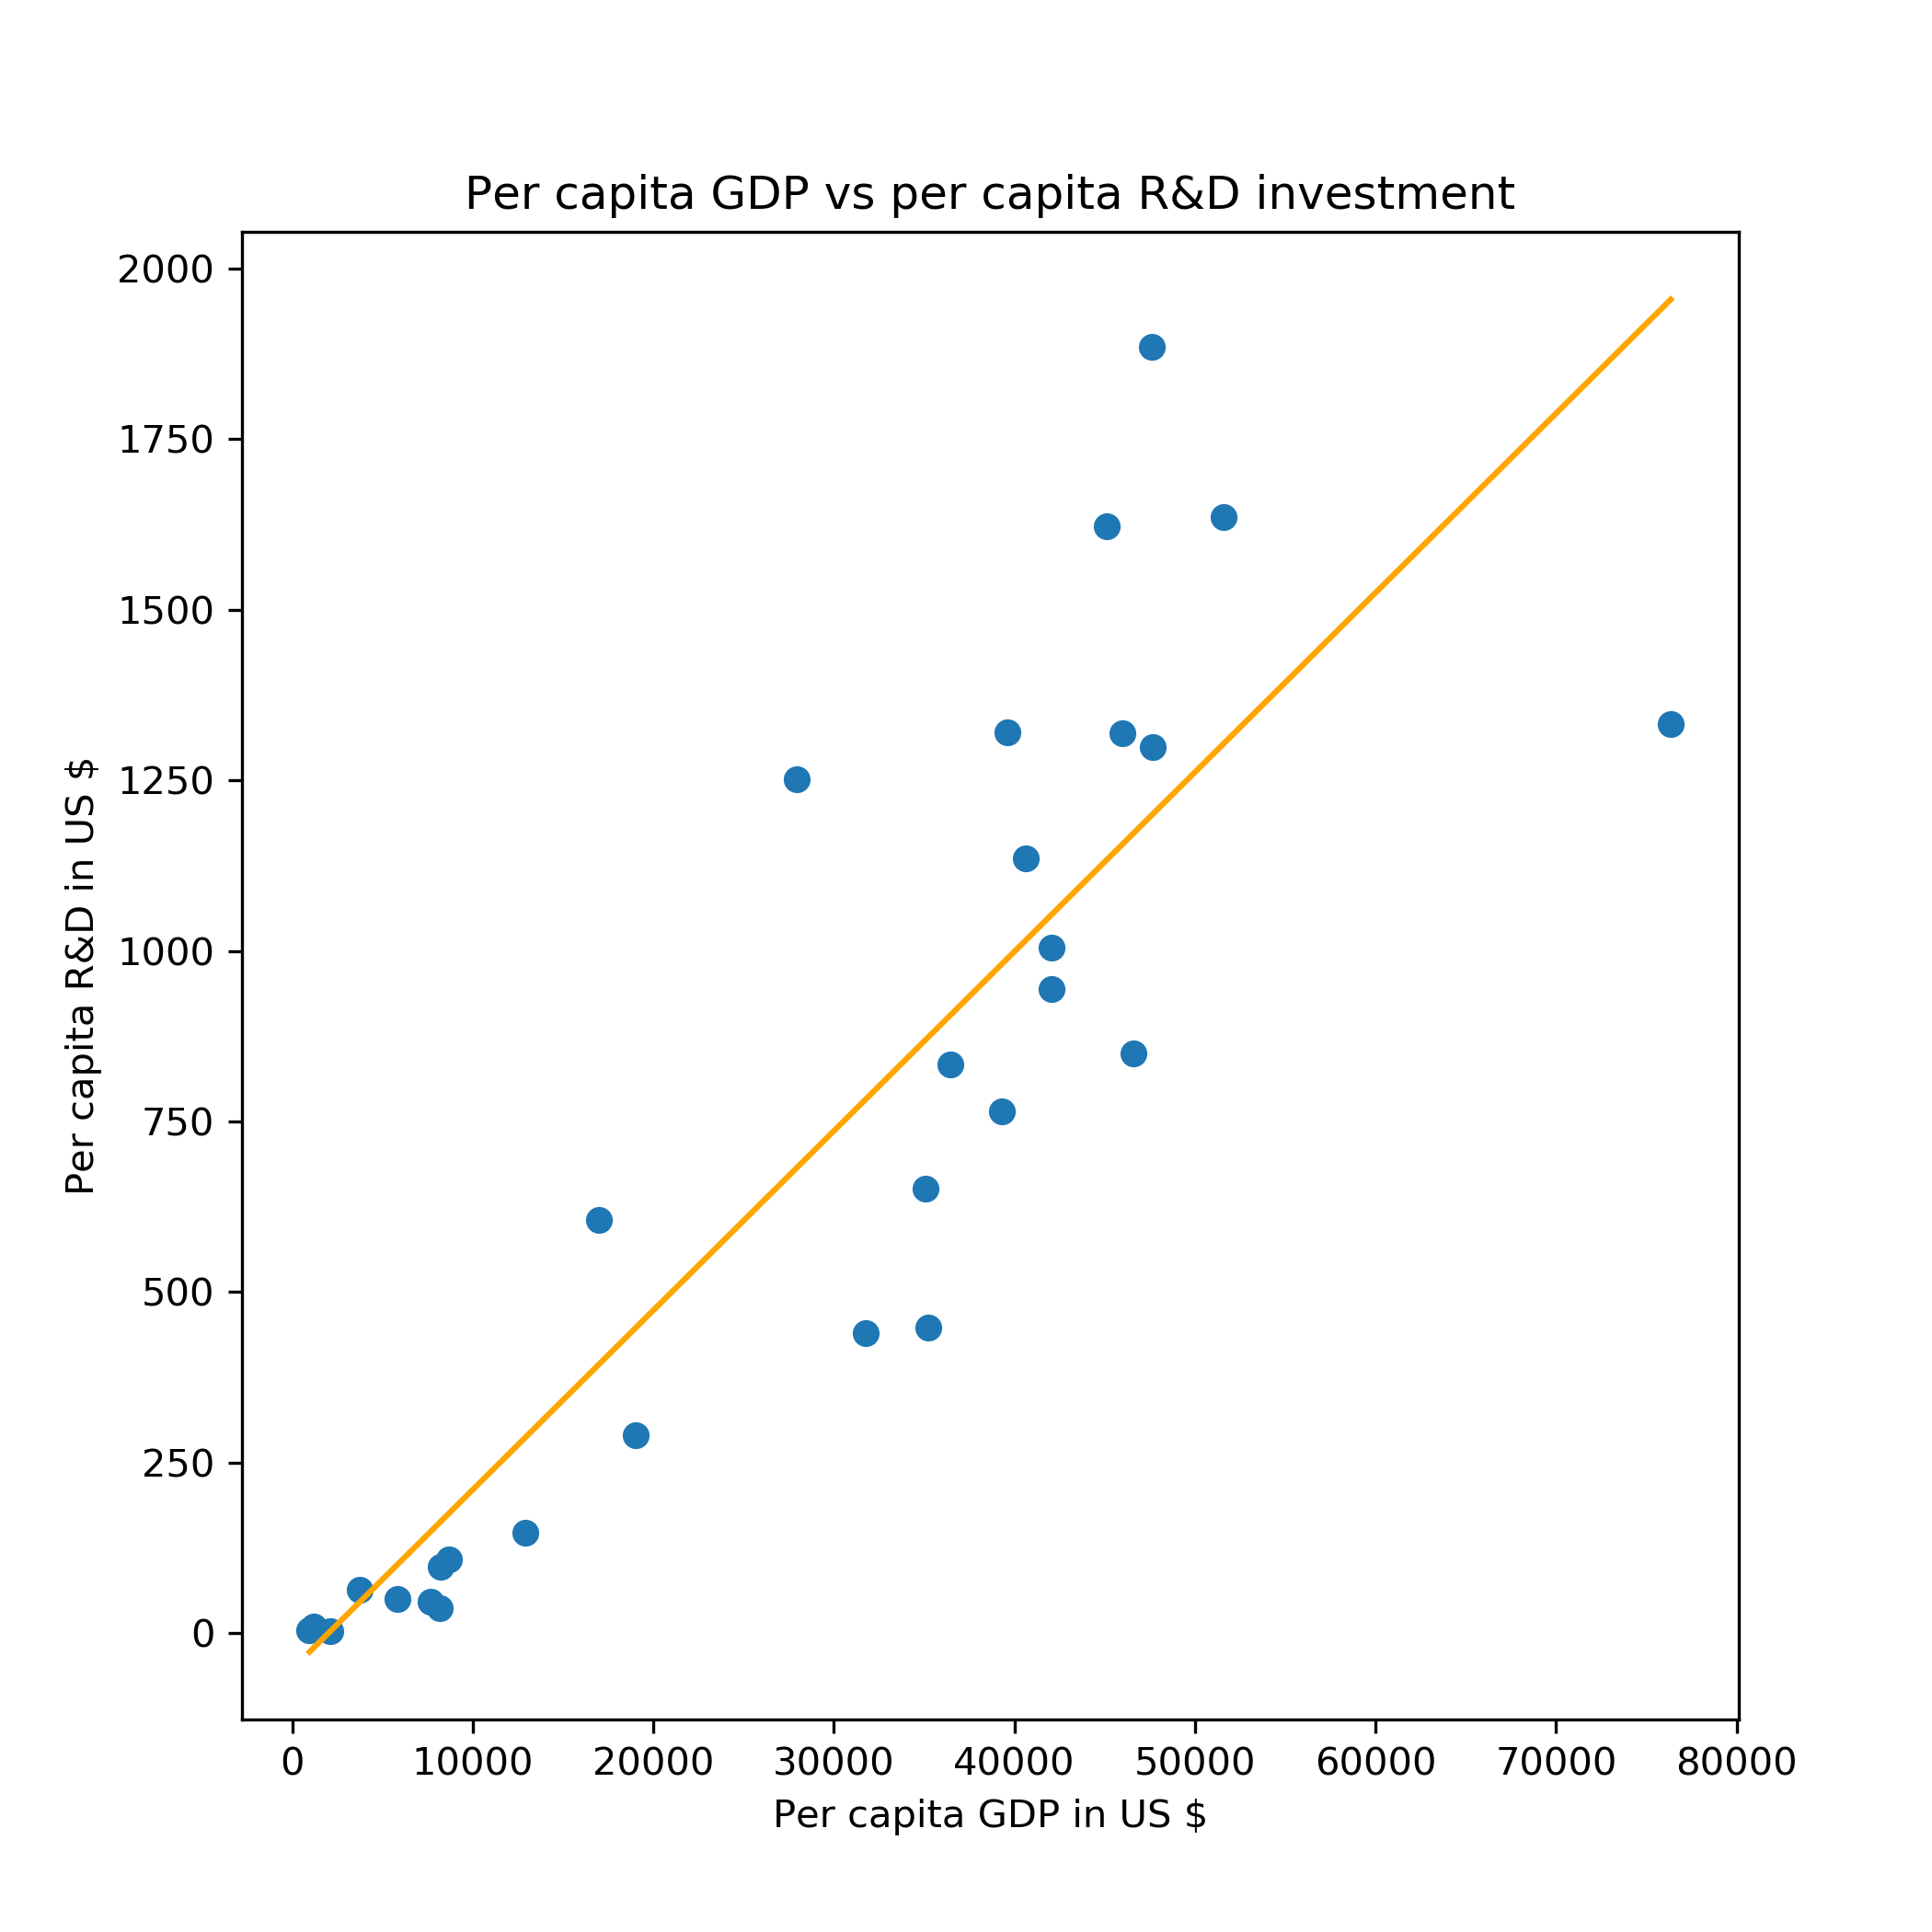 Per capita GDP vs per capita R&D investment
2000
1750
1500
1250
1000
750
500
250
0
Per capita R&D in US $
0 10000 20000 30000 40000 50000 60000 70000 80000
Per capita GDP in US $